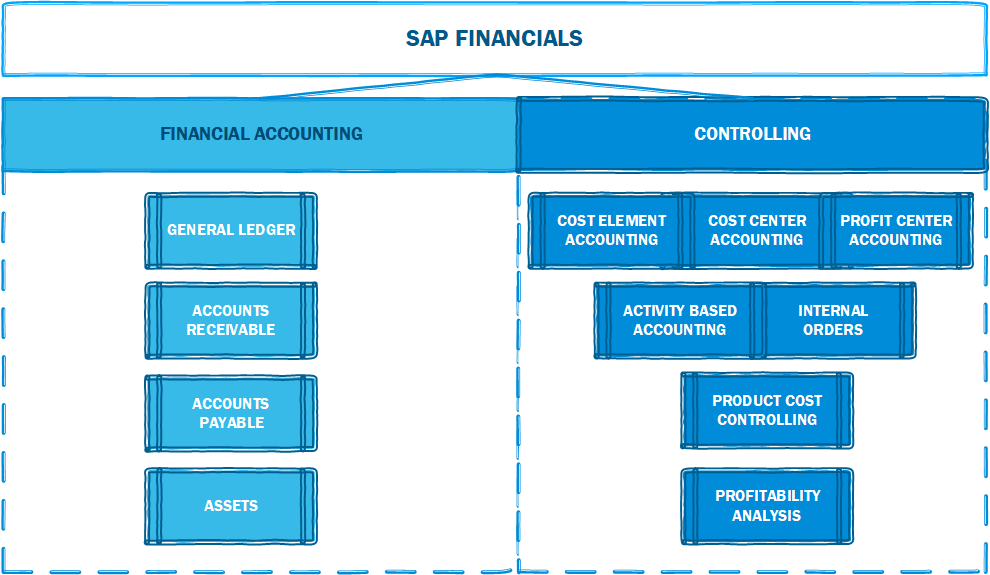 SAP FINANCIALS
FINANCIAL ACCOUNTING
CONTROLLING
GENERAL LEDGER
ACCOUNTS
RECEIVABLE
ACCOUNTS
PAYABLE
ASSETS
COST ELEMENT
ACCOUNTING
COST CENTER
ACCOUNTING
PROFIT CENTER
ACCOUNTING
ACTIVITY BASED
ACCOUNTING
INTERNAL
ORDERS
PRODUCT COST
CONTROLLING
PROFITABILITY
ANALYSIS